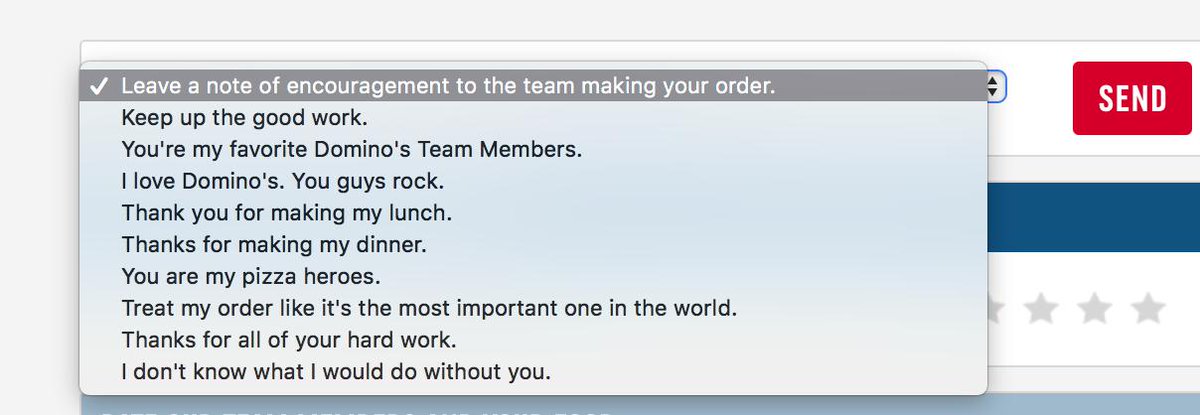 ✓ Leave a note of encouragement to the team making your order.
SEND
Keep up the good work.
You're my favorite Domino's Team Members.
I love Domino's. You guys rock.
Thank you for making my lunch.
Thanks for making my dinner.
You are my pizza heroes.
Treat my order like it's the most important one in the world.
Thanks for all of your hard work.
I don't know what I would do without you.